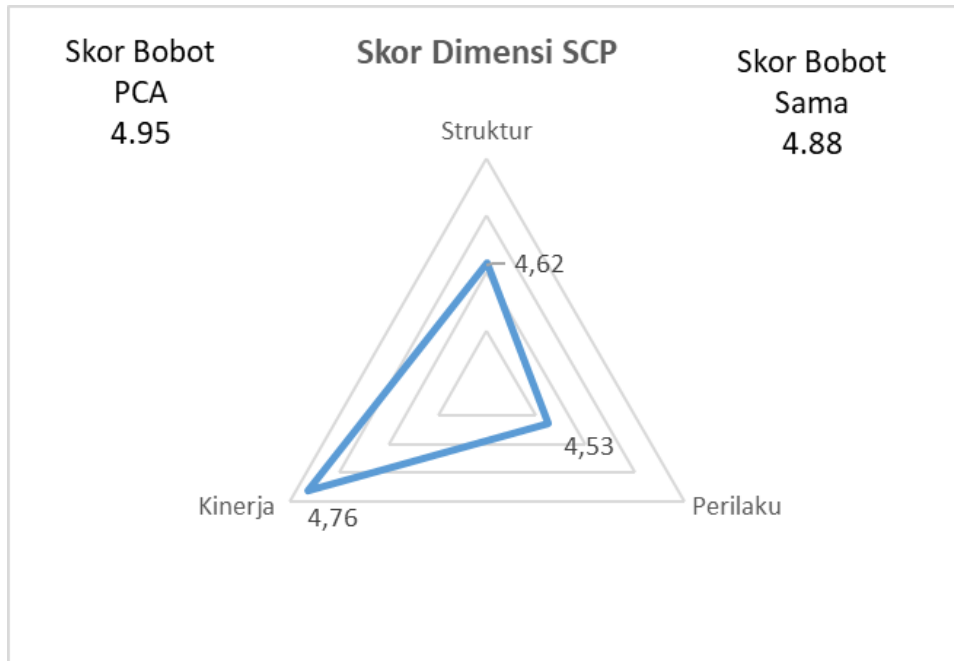 Skor Bobot
PCA
4.95
Skor Dimensi SCP
Skor Bobot
Sama
4.88
Struktur
4,62
4,53
Kinerja
4,76
Perilaku